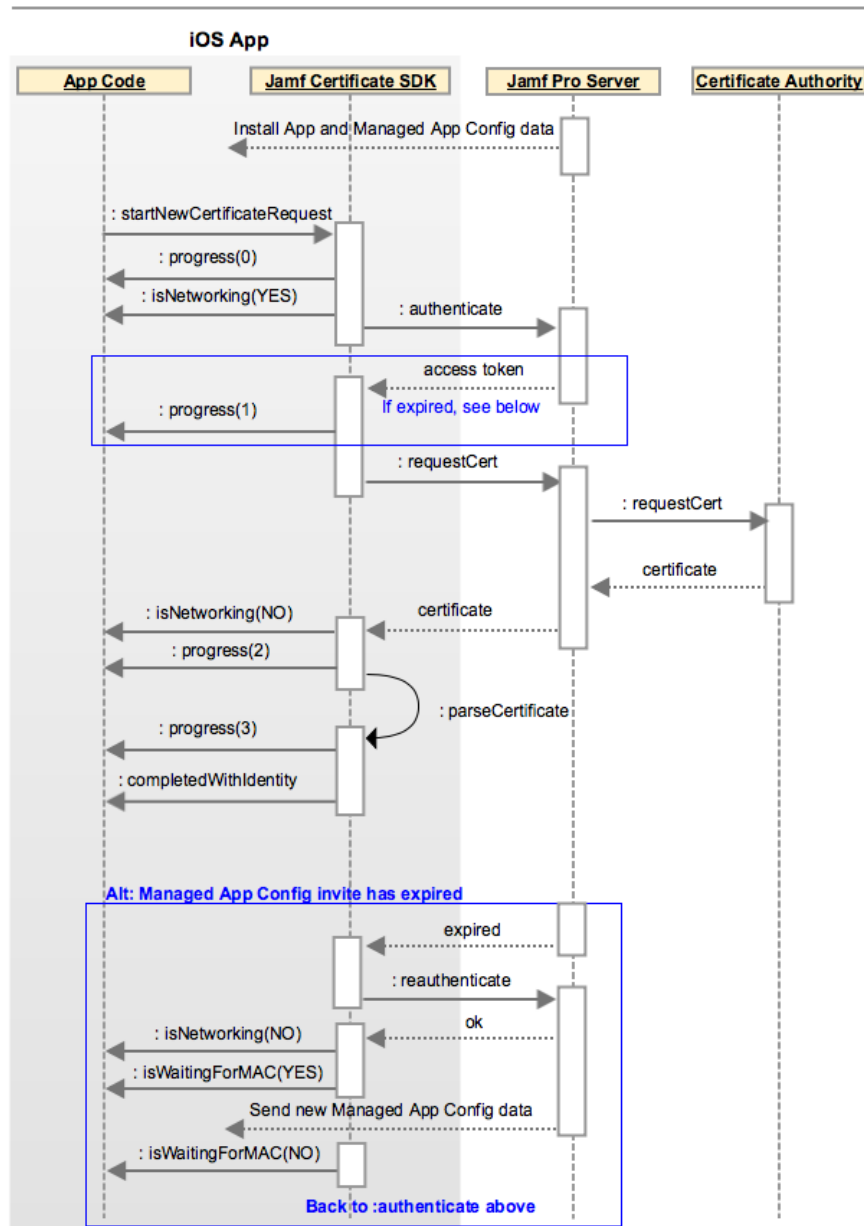 iOS App
App Code
Jamf Certificate SDK
Jamf Pro Server
Certificate Authority
Install App and Managed App Config data
: startNewCertificateRequest
: progress(0)
: isNetworking(YES)
: authenticate
access token
If expired, see below
: progress(1)
: requestCert
: requestCert
certificate
certificate
: isNetworking(NO)
: progress(2)
: parseCertificate
: progress(3)
: completedWithIdentity
Alt: Managed App Config invite has expired
expired
: reauthenticate
ok
: isNetworking(NO)
: isWaitingForMAC(YES)
Send new Managed App Config data
: isWaitingForMAC(NO)
Back to :authenticate above